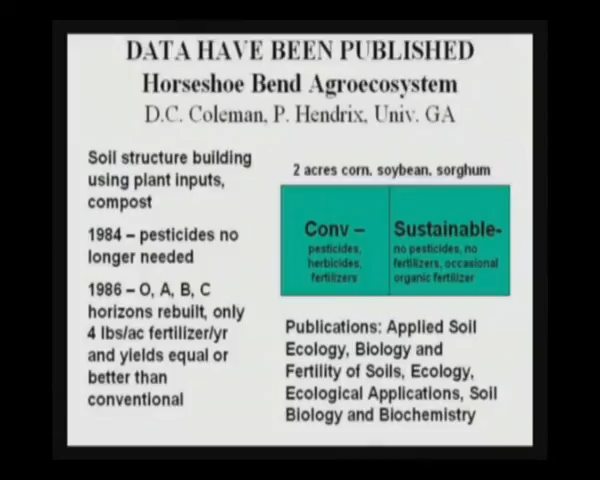 DATA HAVE BEEN PUBLISHED
Horseshoe Bend Agroecosystem
D.C. Coleman, P. Hendrix, Univ. GA
Soil structure building
using plant inputs,
compost
1984 – pesticides no
longer needed
1986 – O, A, B, C
horizons rebuilt, only
4 lbs/ac fertilizer/yr
and yields equal or
better than
conventional
2 acres corn, soybean, sorghum
Conv –
pesticides,
herbicides,
fertilizers
Sustainable-
no pesticides, no
fertilizers, occasional
organic fertilizer
Publications: Applied Soil
Ecology, Biology and
Fertility of Soils, Ecology,
Ecological Applications, Soil
Biology and Biochemistry